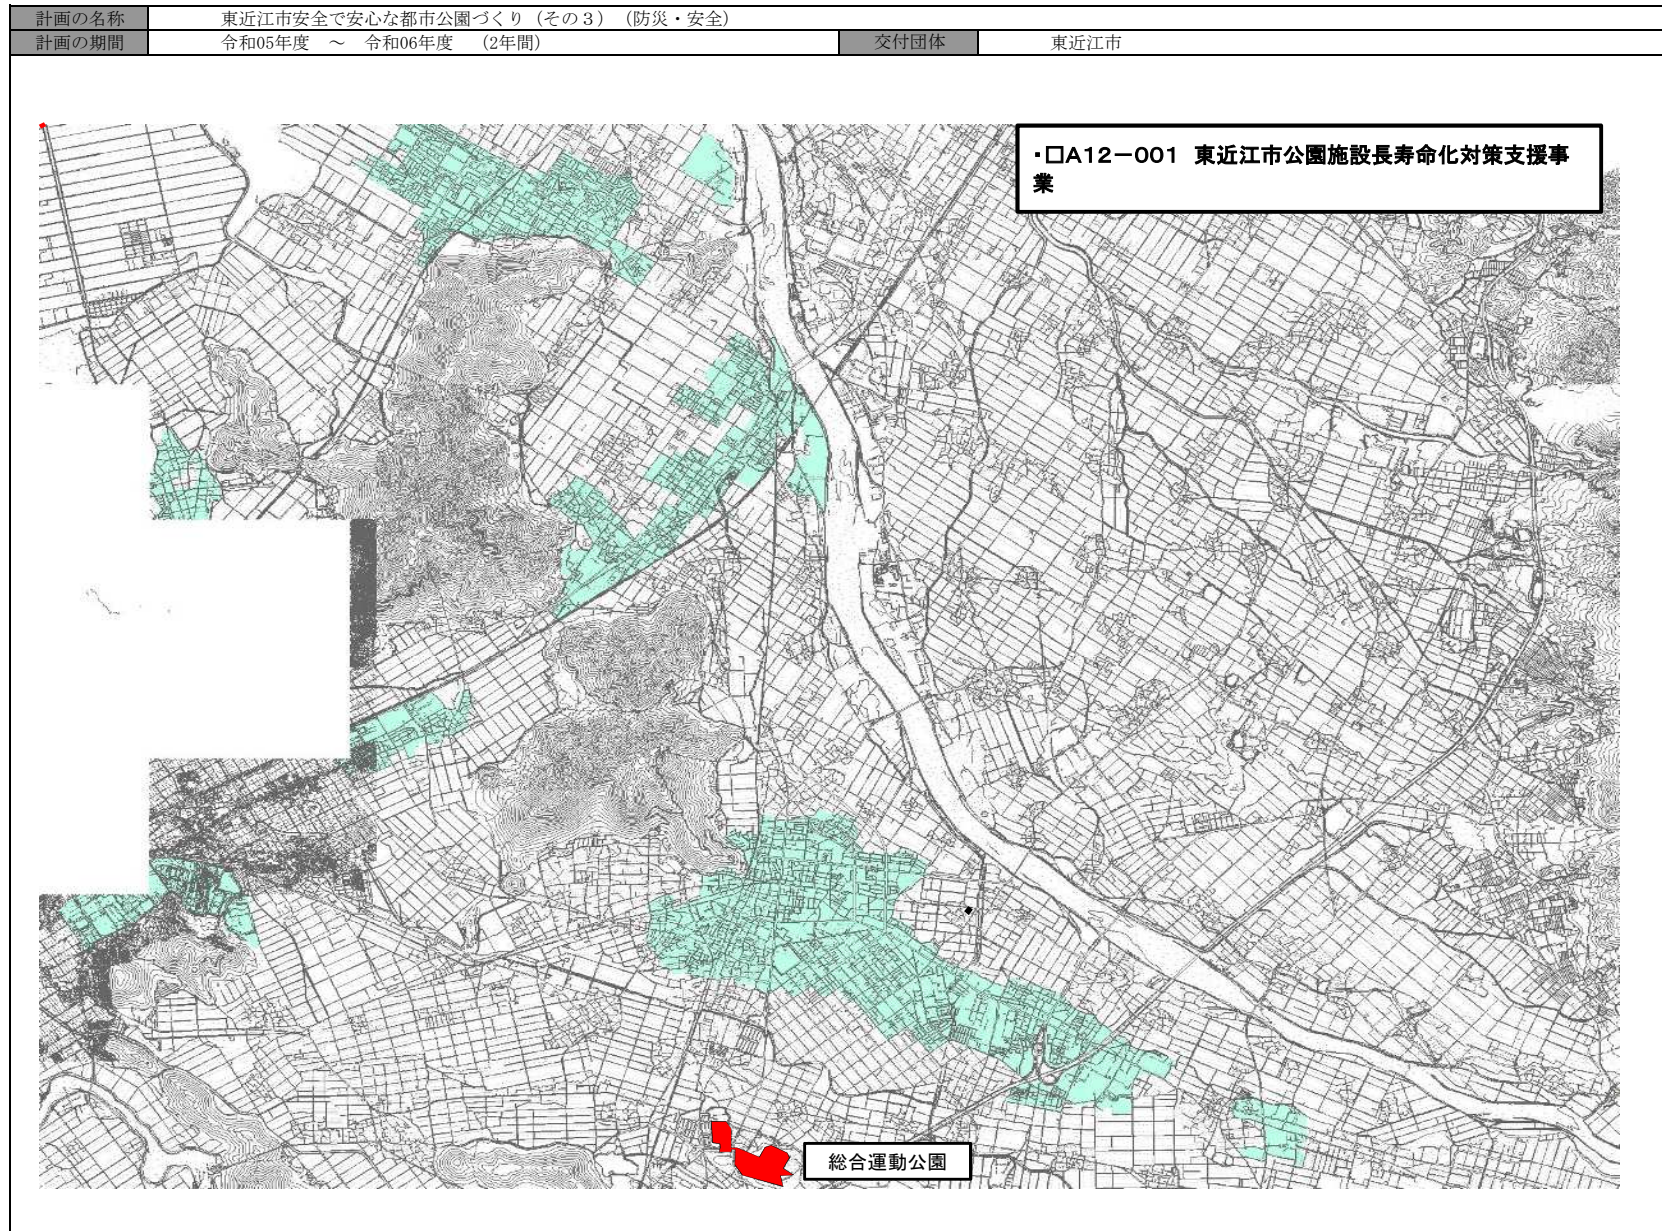 計画の名称 東近江市安全で安心な都市公園づくり（その３）（防災・安全）
計画の期間 令和05年度 ～ 令和06年度 （2年間） 交付団体 東近江市
・□A12－001 東近江市公園施設長寿命化対策支援事
業
総合運動公園